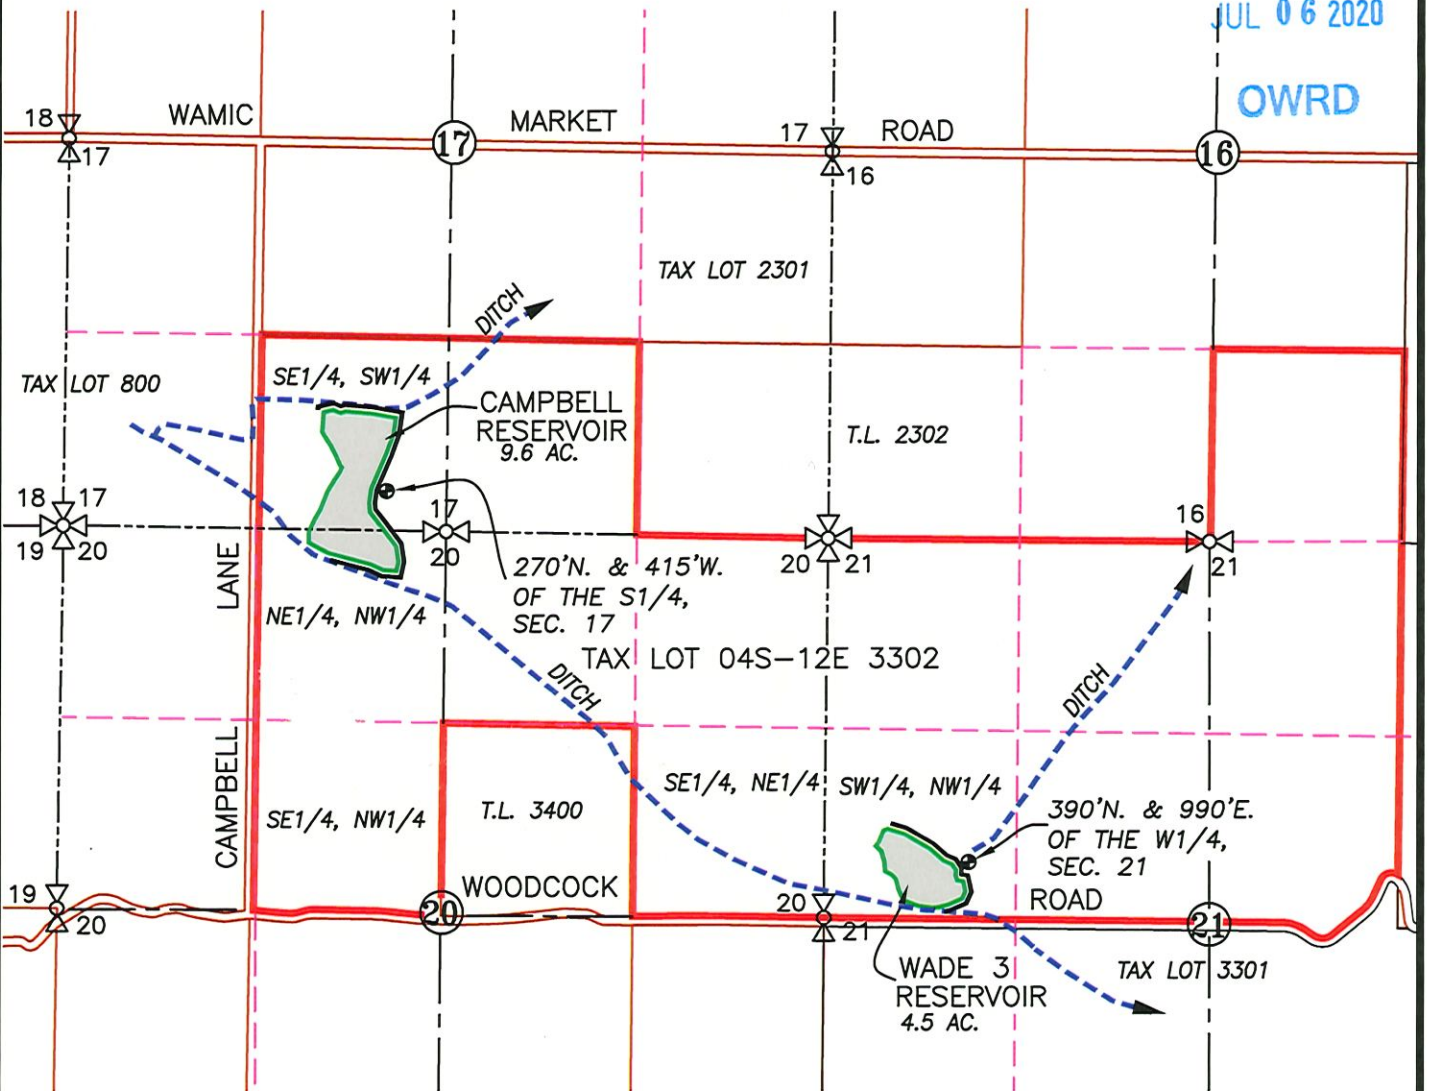 JUL 06 2020
OWRD
WAMIC MARKET ROAD
18
17
17
17
16
16
TAX LOT 2301
DITCH
TAX LOT 800
SE1/4, SW1/4
CAMPBELL
RESERVOIR
9.6 AC.
T.L. 2302
18 17
19 20
17
20
20 21
16
21
270'N. & 415'W.
OF THE S1/4,
SEC. 17
LANE
NE1/4, NW1/4
TAX LOT 04S-12E 3302
DITCH
DITCH
CAMPBELL
SE1/4, NW1/4
T.L. 3400
SE1/4, NE1/4
SW1/4, NW1/4
390'N. & 990'E.
OF THE W1/4,
SEC. 21
19
20
20
WOODCOCK ROAD
20
21
21
WADE 3
RESERVOIR
4.5 AC.
TAX LOT 3301